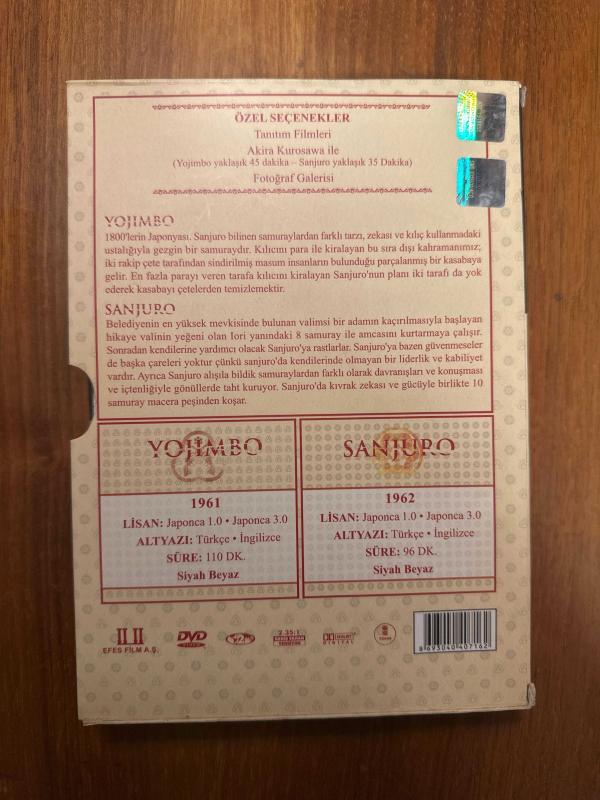 ÖZEL SEÇENEKLER
Tanıtım Filmleri
Akira Kurosawa ile
(Yojimbo yaklaşık 45 dakika – Sanjuro yaklaşık 35 Dakika)
Fotoğraf Galerisi
YOJIMBO
1800'lerin Japonyası. Sanjuro bilinen samuraylardan farklı tarzı, zekası ve kılıç kullanmadaki
ustalığıyla gezgin bir samuraydır. Kılıcını para ile kiralayan bu sıra dışı kahramanımız;
iki rakip çete tarafından sindirilmiş masum insanların bulunduğu parçalanmış bir kasabaya
gelir. En fazla parayı veren tarafa kılıcını kiralayan Sanjuro'nun planı iki tarafı da yok
ederek kasabayı çetelerden temizlemektir.
SANJURO
Belediyenin en yüksek mevkisinde bulunan valimsi bir adamın kaçırılmasıyla başlayan
hikaye valinin yeğeni olan Iori yanındaki 8 samuray ile amcasını kurtarmaya çalışır.
Sonradan kendilerine yardımcı olacak Sanjuro'ya rastlarlar. Sanjuro'ya bazen güvenmeseler
de başka çareleri yoktur çünkü sanjuro'da kendilerinde olmayan bir liderlik ve kabiliyet
vardır. Ayrıca Sanjuro alışıla bildik samuraylardan farklı olarak davranışları ve konuşması
ve içtenliğiyle gönüllerde taht kuruyor. Sanjuro'da kıvrak zekası ve gücüyle birlikte 10
samuray macera peşinden koşar.
YOJIMBO
1961
LİSAN: Japonca 1.0 • Japonca 3.0
ALTYAZI: Türkçe • İngilizce
SÜRE: 110 DK.
Siyah Beyaz
SANJURO
1962
LİSAN: Japonca 1.0 • Japonca 3.0
ALTYAZI: Türkçe • İngilizce
SÜRE: 96 DK.
Siyah Beyaz
EFES FİLM A.Ş.
DVD
VIDEO
2.35:1
DOLBY
DIGITAL
8693040407162